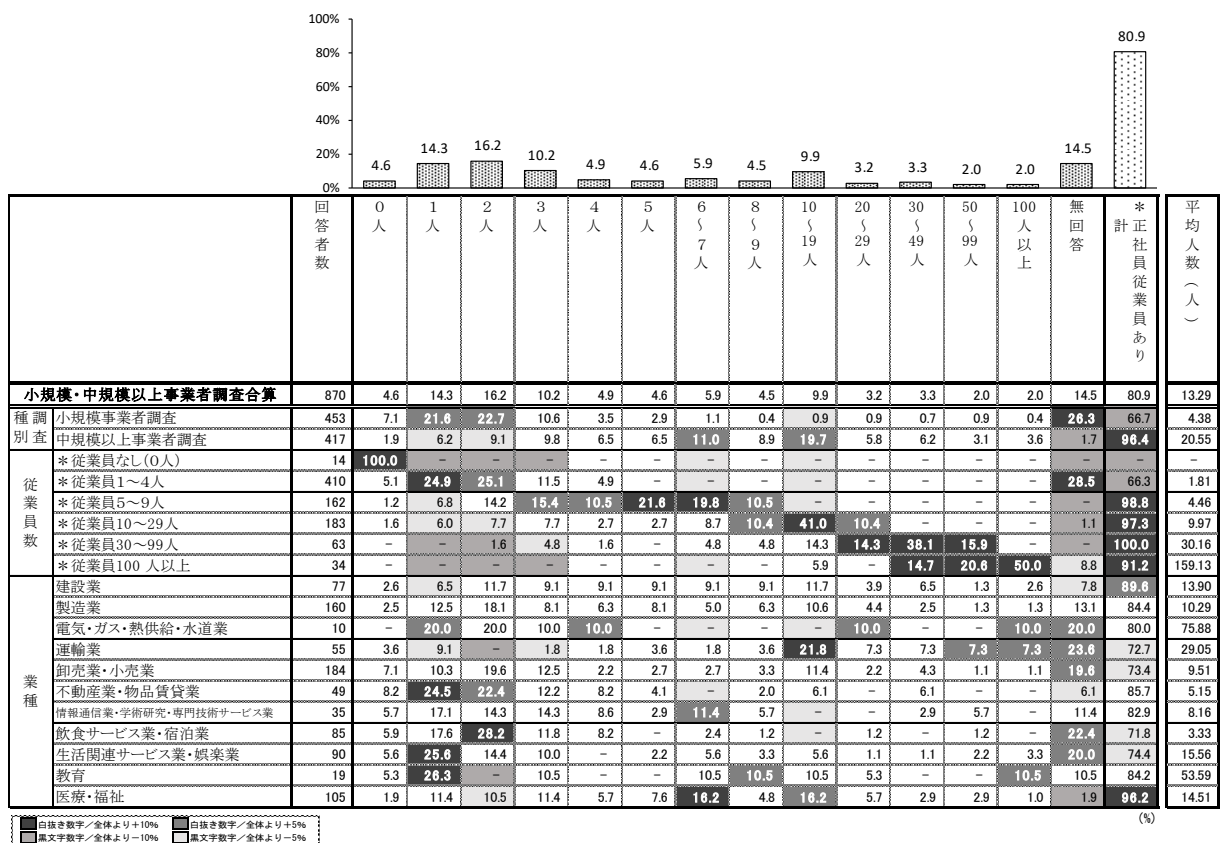 100%
80%
60%
40%
20%
0%
4.6 14.3 16.2 10.2 4.9 4.6 5.9 4.5 9.9 3.2 3.3 2.0 2.0 14.5 80.9
回答者数 0人 1人 2人 3人 4人 5人 6〜7人 8〜9人 10〜19人 20〜29人 30〜49人 50〜99人 100人以上 無回答 *正社員従業員あり計 平均人数(人)
小規模・中規模以上事業者調査合算 870 4.6 14.3 16.2 10.2 4.9 4.6 5.9 4.5 9.9 3.2 3.3 2.0 2.0 14.5 80.9 13.29
調査種別
小規模事業者調査 453 7.1 21.6 22.7 10.6 3.5 2.9 1.1 0.4 0.9 0.9 0.7 0.9 0.4 26.3 66.7 4.38
中規模以上事業者調査 417 1.9 6.2 9.1 9.8 6.5 6.5 11.0 8.9 19.7 5.8 6.2 3.1 3.6 1.7 96.4 20.55
従業員数
*従業員なし(0人) 14 100.0 − − − − − − − − − − − − − − −
*従業員1〜4人 410 5.1 24.9 25.1 11.5 4.9 − − − − − − − − 28.5 66.3 1.81
*従業員5〜9人 162 1.2 6.8 14.2 15.4 10.5 21.6 19.8 10.5 − − − − − − 98.8 4.46
*従業員10〜29人 183 1.6 6.0 7.7 7.7 2.7 2.7 8.7 10.4 41.0 10.4 − − − 1.1 97.3 9.97
*従業員30〜99人 63 − − 1.6 4.8 1.6 − 4.8 4.8 14.3 14.3 38.1 15.9 − − 100.0 30.16
*従業員100 人以上 34 − − − − − − − − 5.9 − 14.7 20.6 50.0 8.8 91.2 159.13
業種
建設業 77 2.6 6.5 11.7 9.1 9.1 9.1 9.1 9.1 11.7 3.9 6.5 1.3 2.6 7.8 89.6 13.90
製造業 160 2.5 12.5 18.1 8.1 6.3 8.1 5.0 6.3 10.6 4.4 2.5 1.3 1.3 13.1 84.4 10.29
電気・ガス・熱供給・水道業 10 − 20.0 20.0 10.0 10.0 − − − − 10.0 − − 10.0 20.0 80.0 75.88
運輸業 55 3.6 9.1 − 1.8 1.8 3.6 1.8 3.6 21.8 7.3 7.3 7.3 7.3 23.6 72.7 29.05
卸売業・小売業 184 7.1 10.3 19.6 12.5 2.2 2.7 2.7 3.3 11.4 2.2 4.3 1.1 1.1 19.6 73.4 9.51
不動産業・物品賃貸業 49 8.2 24.5 22.4 12.2 8.2 4.1 − 2.0 6.1 − 6.1 − − 6.1 85.7 5.15
情報通信業・学術研究・専門技術サービス業 35 5.7 17.1 14.3 14.3 8.6 2.9 11.4 5.7 − − 2.9 5.7 − 11.4 82.9 8.16
飲食サービス業・宿泊業 85 5.9 17.6 28.2 11.8 8.2 − 2.4 1.2 − 1.2 − 1.2 − 22.4 71.8 3.33
生活関連サービス業・娯楽業 90 5.6 25.6 14.4 10.0 − 2.2 5.6 3.3 5.6 1.1 1.1 2.2 3.3 20.0 74.4 15.56
教育 19 5.3 26.3 − 10.5 − − 10.5 10.5 10.5 5.3 − − 10.5 10.5 84.2 53.59
医療・福祉 105 1.9 11.4 10.5 11.4 5.7 7.6 16.2 4.8 16.2 5.7 2.9 2.9 1.0 1.9 96.2 14.51
(%)
白抜き数字/全体より+10% 白抜き数字/全体より+5%
黒文字数字/全体より−10% 黒文字数字/全体より−5%